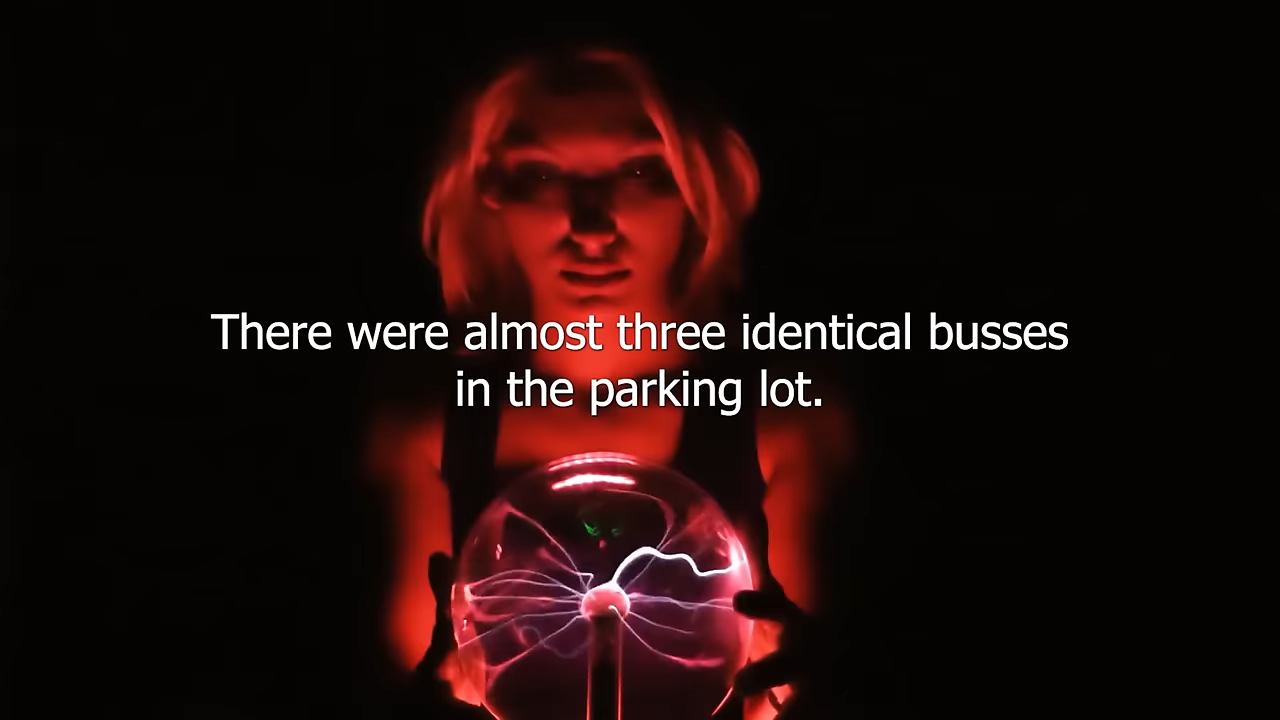 There were almost three identical busses
in the parking lot.